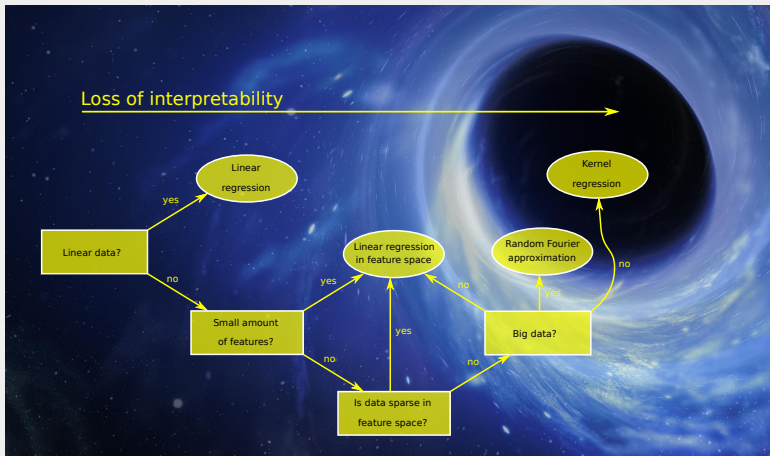 Loss of interpretability
Linear
regression
Kernel
regression
yes
Linear data?
Linear regression
in feature space
Random Fourier
approximation
no
no
yes
no
yes
Small amount
of features?
yes
Big data?
no
no
Is data sparse in
feature space?